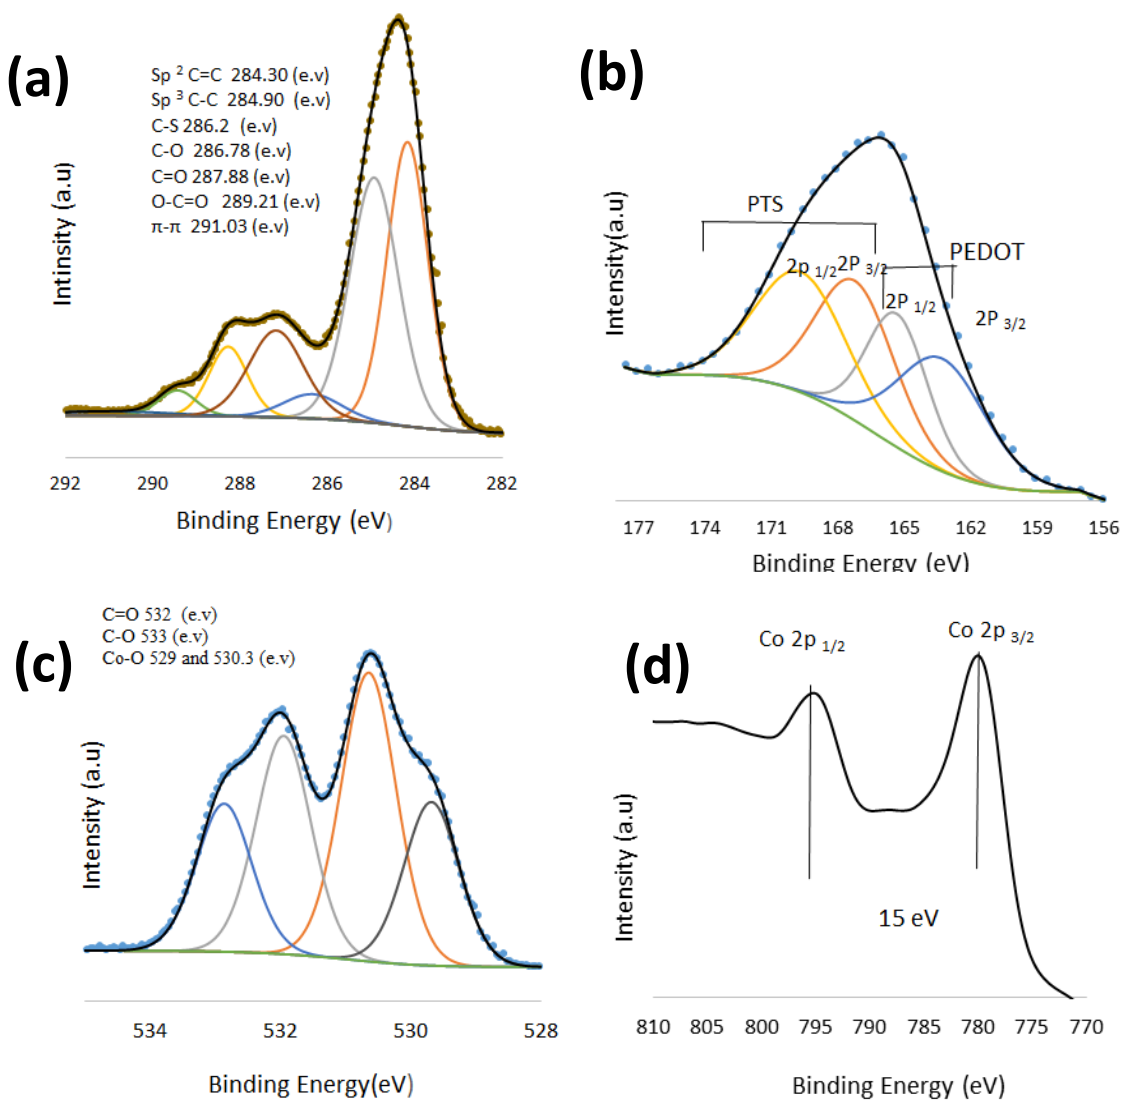 (a)
Sp 2 C=C 284.30 (e.v)
Sp 3 C-C 284.90 (e.v)
C-S 286.2 (e.v)
C-O 286.78 (e.v)
C=O 287.88 (e.v)
O-C=O 289.21 (e.v)
π-π 291.03 (e.v)
Intinsity (a.u)
292 290 288 286 284 282
Binding Energy (eV)
(b)
PTS
PEDOT
2p 1/2 2P 3/2
2P 1/2
2P 3/2
Intensity(a.u)
177 174 171 168 165 162 159 156
Binding Energy (eV)
(c)
C=O 532 (e.v)
C-O 533 (e.v)
Co-O 529 and 530.3 (e.v)
Intensity (a.u)
534 532 530 528
Binding Energy(eV)
(d)
Co 2p 1/2
Co 2p 3/2
15 eV
Intensity (a.u)
810 805 800 795 790 785 780 775 770
Binding Energy (eV)